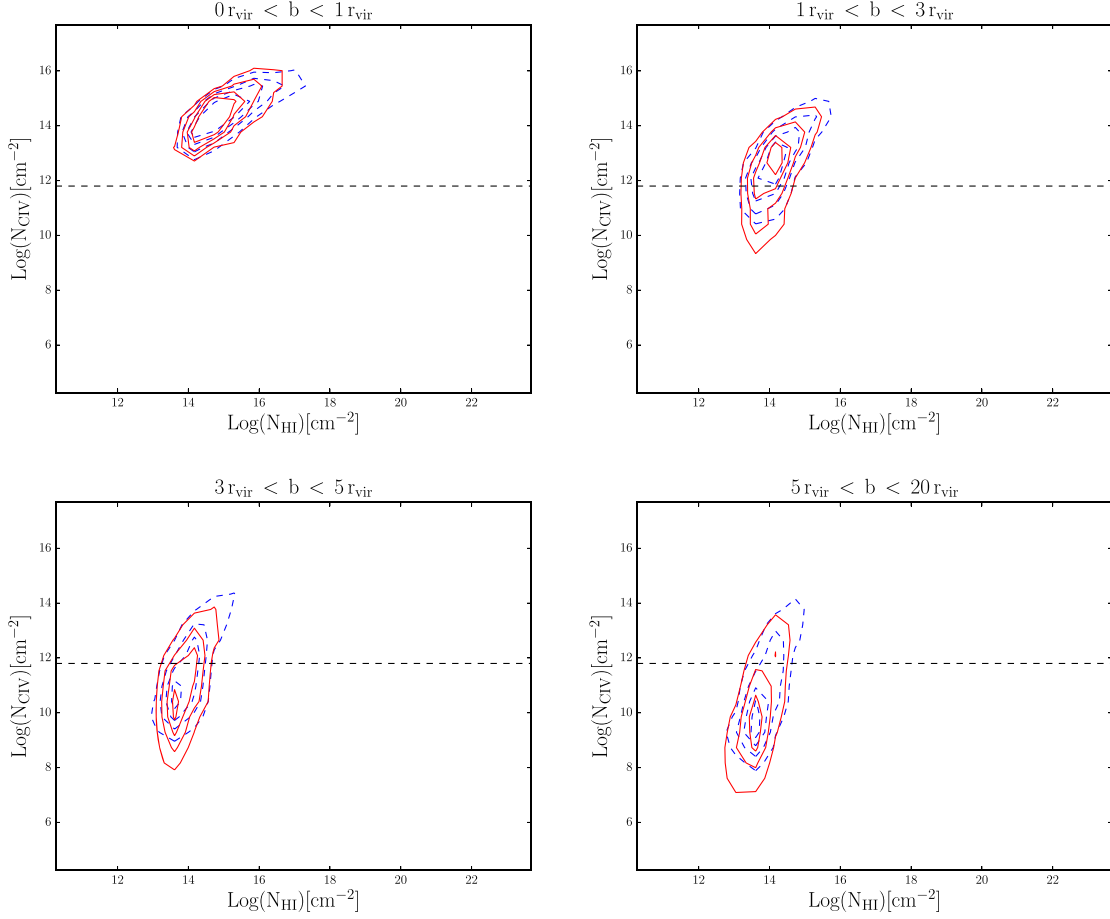 0 r_vir < b < 1 r_vir
16
14
12
10
8
6
Log(N_CIV)[cm^−2]
12 14 16 18 20 22
Log(N_HI)[cm^−2]
1 r_vir < b < 3 r_vir
16
14
12
10
8
6
Log(N_CIV)[cm^−2]
12 14 16 18 20 22
Log(N_HI)[cm^−2]
3 r_vir < b < 5 r_vir
16
14
12
10
8
6
Log(N_CIV)[cm^−2]
12 14 16 18 20 22
Log(N_HI)[cm^−2]
5 r_vir < b < 20 r_vir
16
14
12
10
8
6
Log(N_CIV)[cm^−2]
12 14 16 18 20 22
Log(N_HI)[cm^−2]